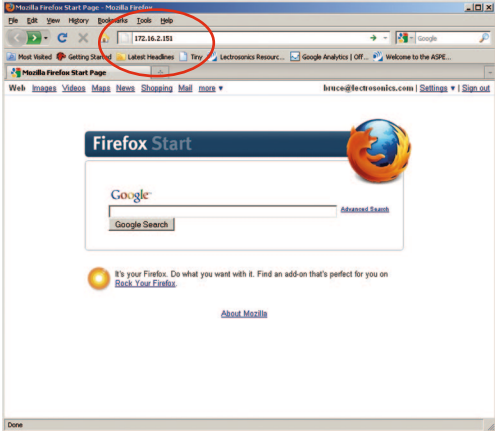 Mozilla Firefox Start Page - Mozilla Firefox
File Edit View History Bookmarks Tools Help
172.16.2.151
Google
Most Visited Getting Started Latest Headlines Tiny Lectrosonics Resourc... Google Analytics | Off... Welcome to the ASPE...
Mozilla Firefox Start Page
Web Images Videos Maps News Shopping Mail more ▼ bruce@lectrosonics.com | Settings ▼ | Sign out
Firefox Start
Google
Advanced Search
Google Search
It's your Firefox. Do what you want with it. Find an add-on that's perfect for you on
Rock Your Firefox.
About Mozilla
Done